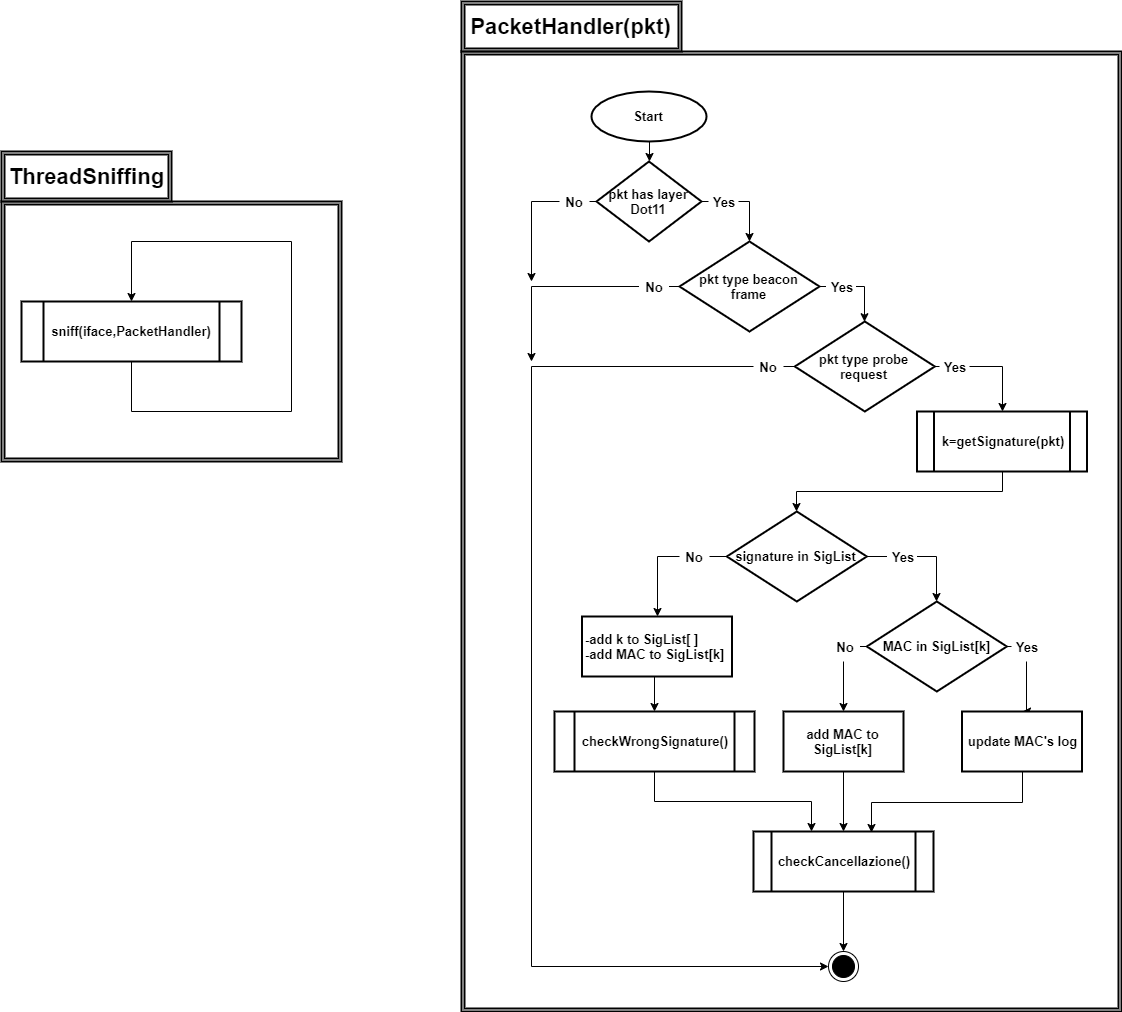 PacketHandler(pkt)
Start
ThreadSniffing
pkt has layer
Dot11
No
Yes
pkt type beacon
frame
No
Yes
sniff(iface,PacketHandler)
pkt type probe
request
No
Yes
k=getSignature(pkt)
signature in SigList
No
Yes
-add k to SigList[ ]
-add MAC to SigList[k]
MAC in SigList[k]
No
Yes
checkWrongSignature()
add MAC to
SigList[k]
update MAC's log
checkCancellazione()